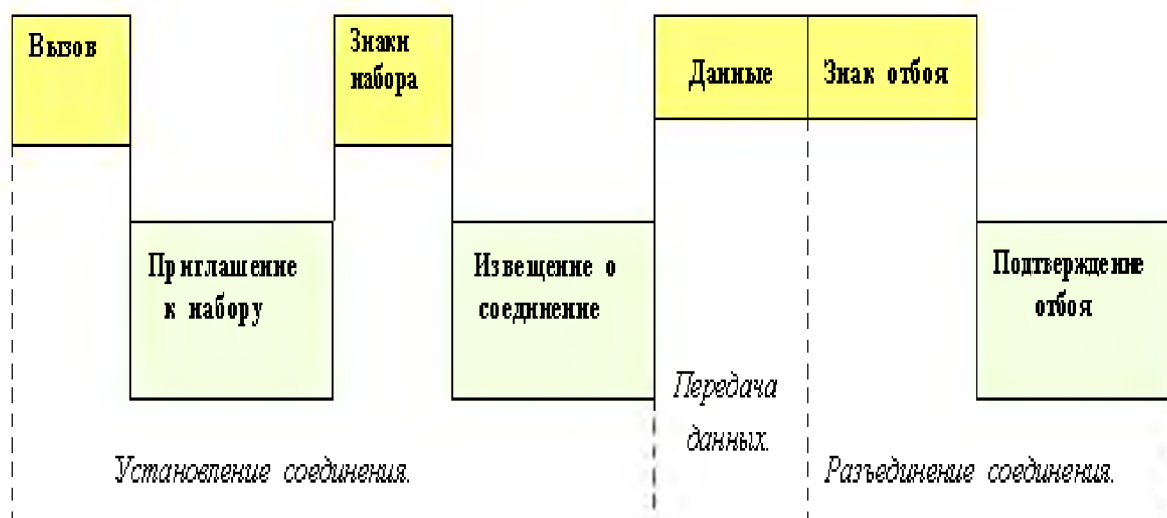 Вызов
Знаки
набора
Данные
Знак отбоя
Приглашение
к набору
Извещение о
соединение
Подтверждение
отбоя
Передача
данных.
Установление соединения.
Разъединение соединения.